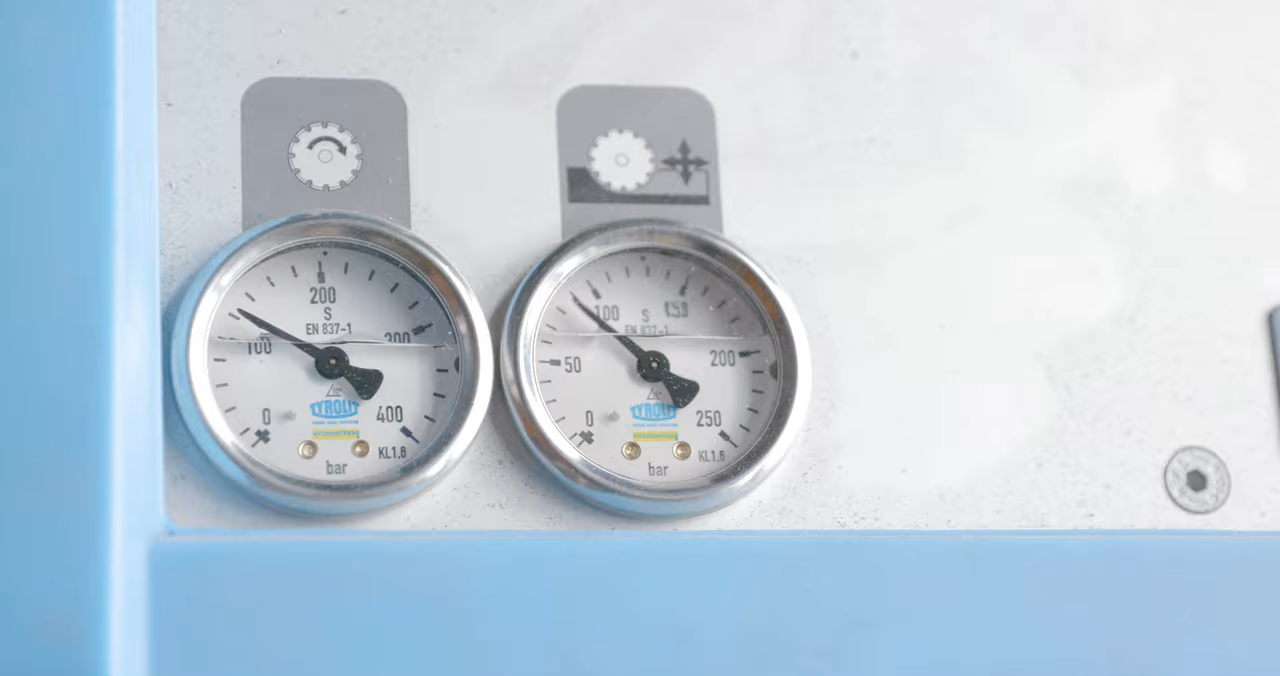 200
S
EN 837-1
100
300
TYROLIT
0
400
KL1,6
bar
100
S
150
EN 837-1
50
200
TYROLIT
0
250
KL1,6
bar